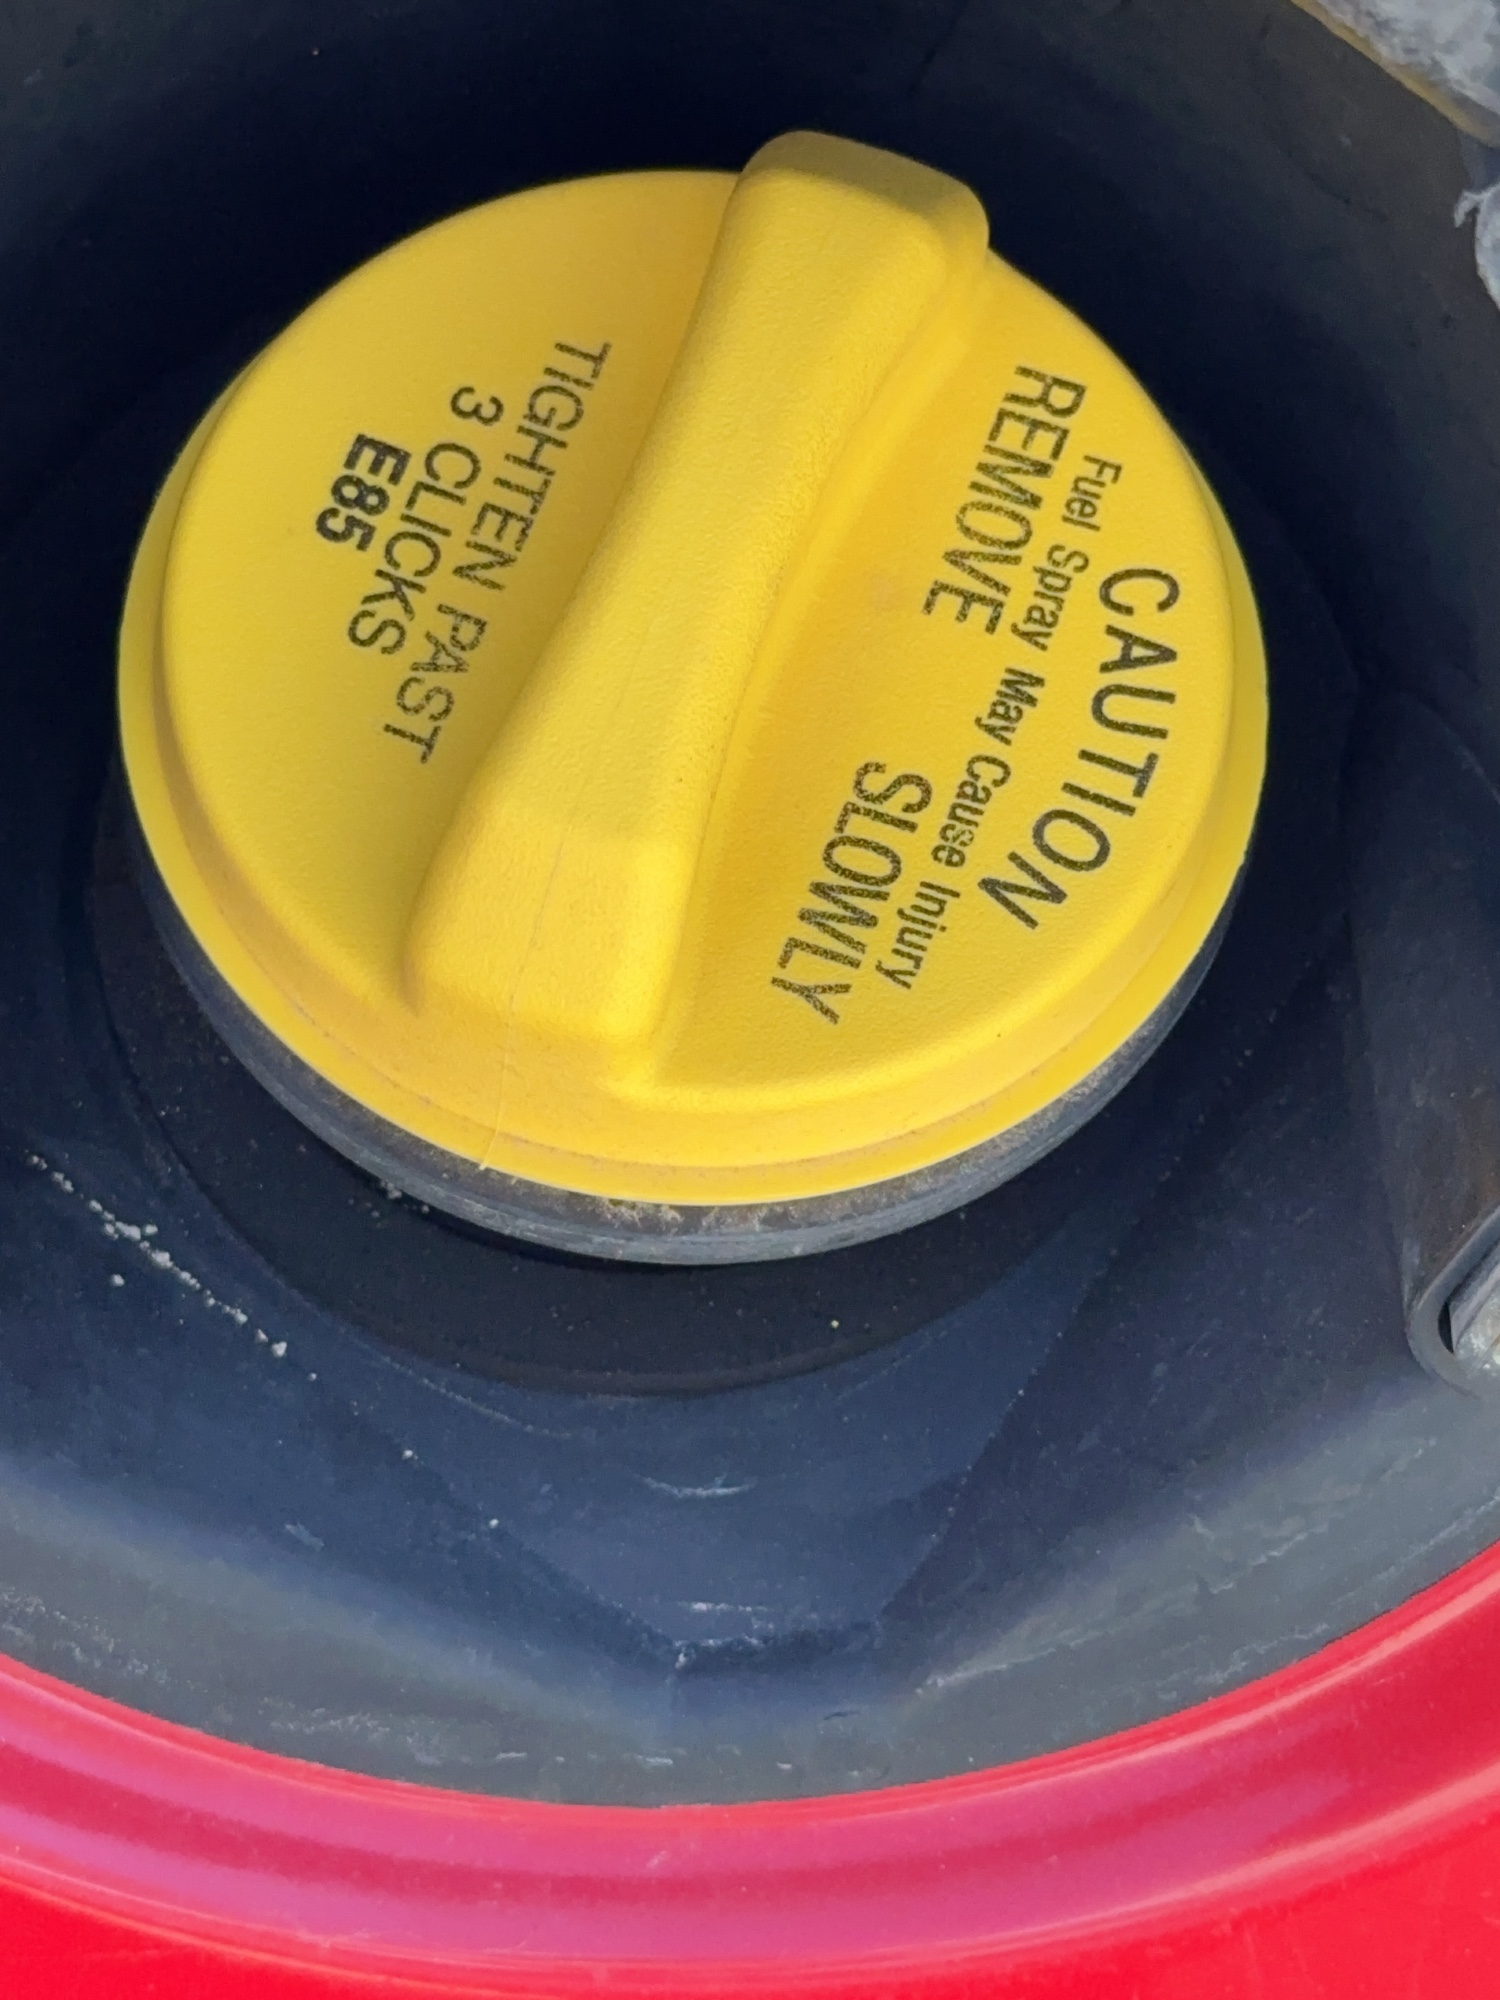 CAUTION
Fuel Spray May Cause Injury
REMOVE SLOWLY
TIGHTEN PAST
3 CLICKS
E85